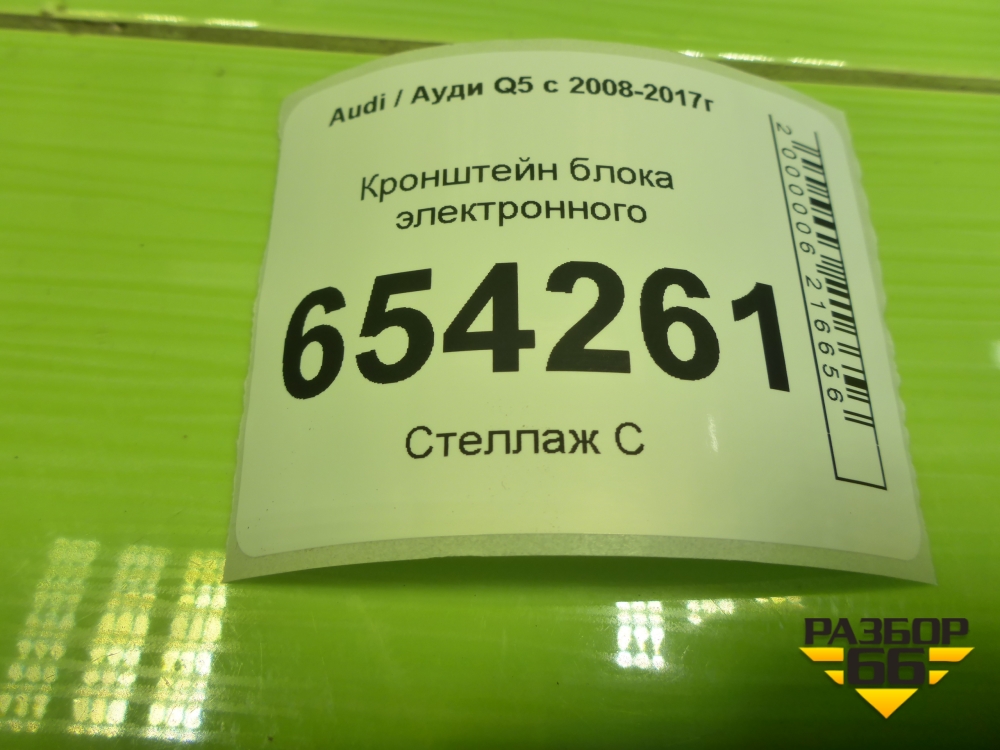 Audi / Ауди Q5 с 2008-2017г
Кронштейн блока
электронного
654261
Стеллаж С
2000006216656
РАЗБОР
66